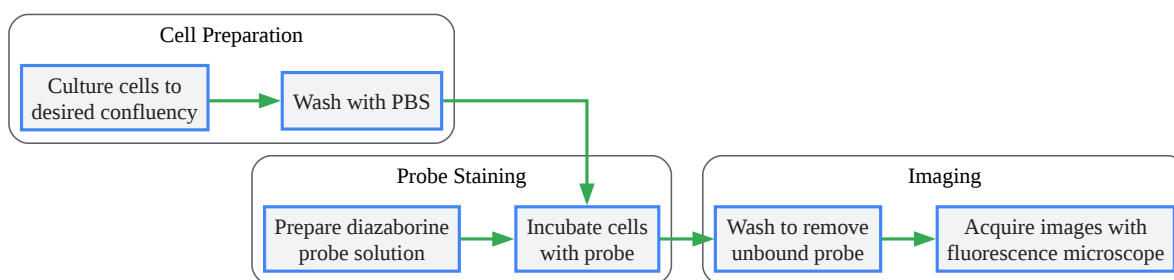 Cell Preparation
Culture cells to
desired confluency
Wash with PBS
Probe Staining
Prepare diazaborine
probe solution
Incubate cells
with probe
Imaging
Wash to remove
unbound probe
Acquire images with
fluorescence microscope